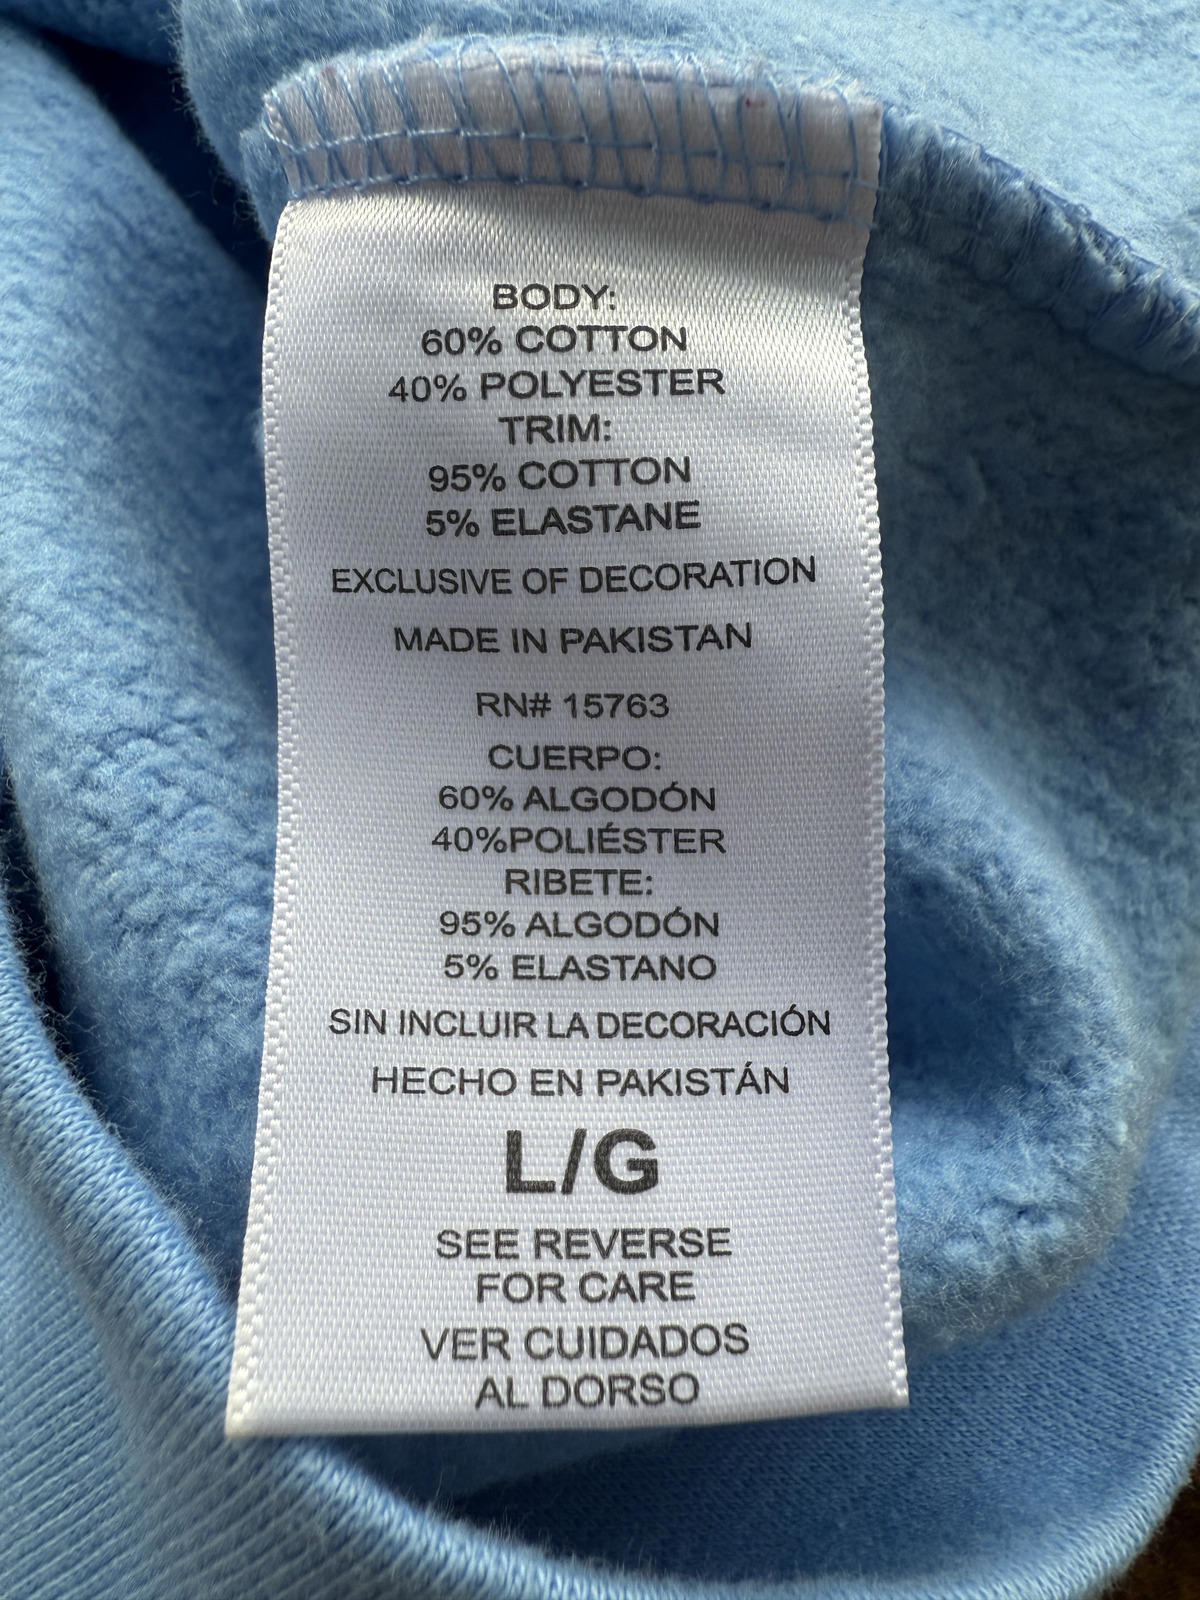 BODY:
60% COTTON
40% POLYESTER
TRIM:
95% COTTON
5% ELASTANE
EXCLUSIVE OF DECORATION
MADE IN PAKISTAN
RN# 15763
CUERPO:
60% ALGODÓN
40%POLIÉSTER
RIBETE:
95% ALGODÓN
5% ELASTANO
SIN INCLUIR LA DECORACIÓN
HECHO EN PAKISTÁN
L/G
SEE REVERSE
FOR CARE
VER CUIDADOS
AL DORSO